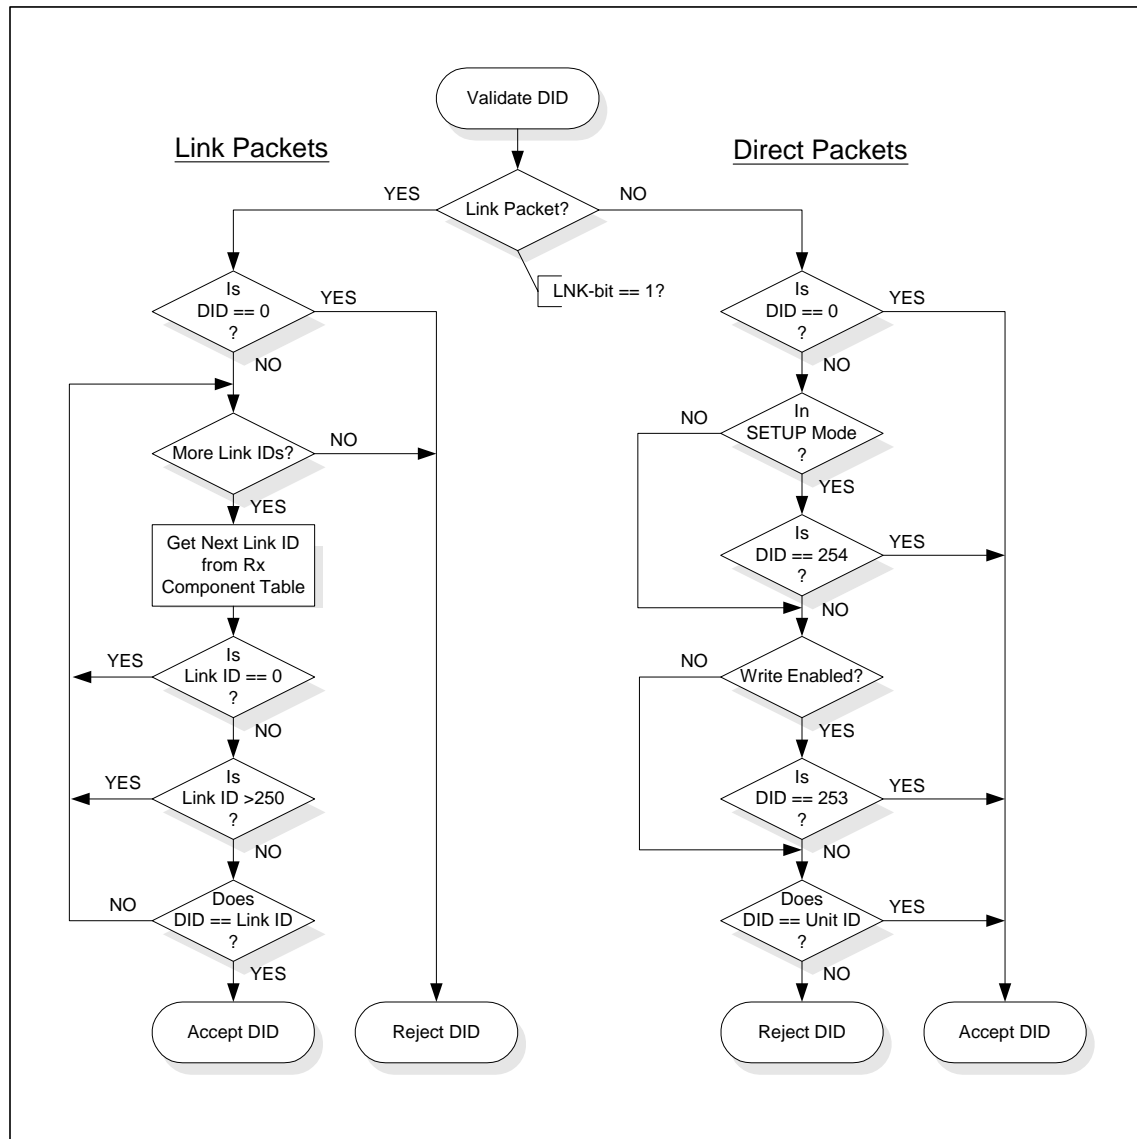 Validate DID
Link Packets
Direct Packets
YES
Link Packet?
NO
LNK-bit == 1?
Is
DID == 0
?
YES
NO
More Link IDs?
NO
YES
Get Next Link ID
from Rx
Component Table
YES
Is
Link ID == 0
?
NO
YES
Is
Link ID >250
?
NO
NO
Does
DID == Link ID
?
YES
Accept DID
Reject DID
Is
DID == 0
?
YES
NO
NO
In
SETUP Mode
?
YES
Is
DID == 254
?
YES
NO
NO
Write Enabled?
YES
Is
DID == 253
?
YES
NO
Does
DID == Unit ID
?
YES
NO
Reject DID
Accept DID